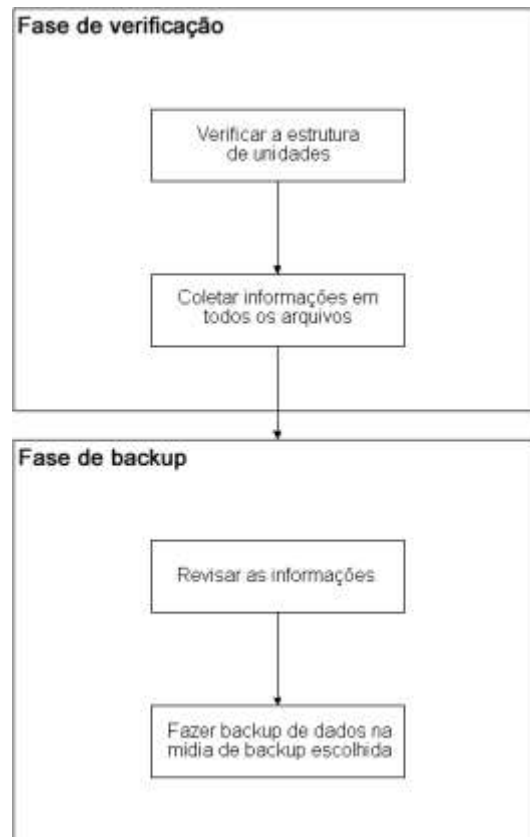 Fase de verificação
Verificar a estrutura
de unidades
Coletar informações em
todos os arquivos
Fase de backup
Revisar as informações
Fazer backup de dados na
mídia de backup escolhida